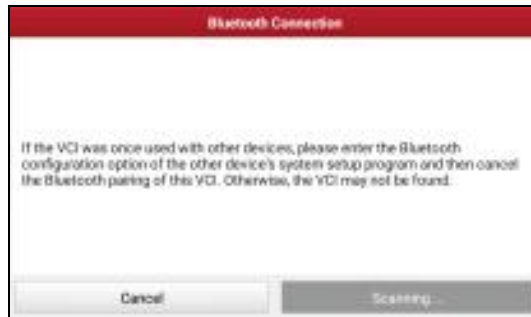 Bluetooth Connection
If the VCI was once used with other devices, please enter the Bluetooth
configuration option of the other device's system setup program and then cancel
the Bluetooth pairing of this VCI. Otherwise, the VCI may not be found.
Cancel
Scanning...